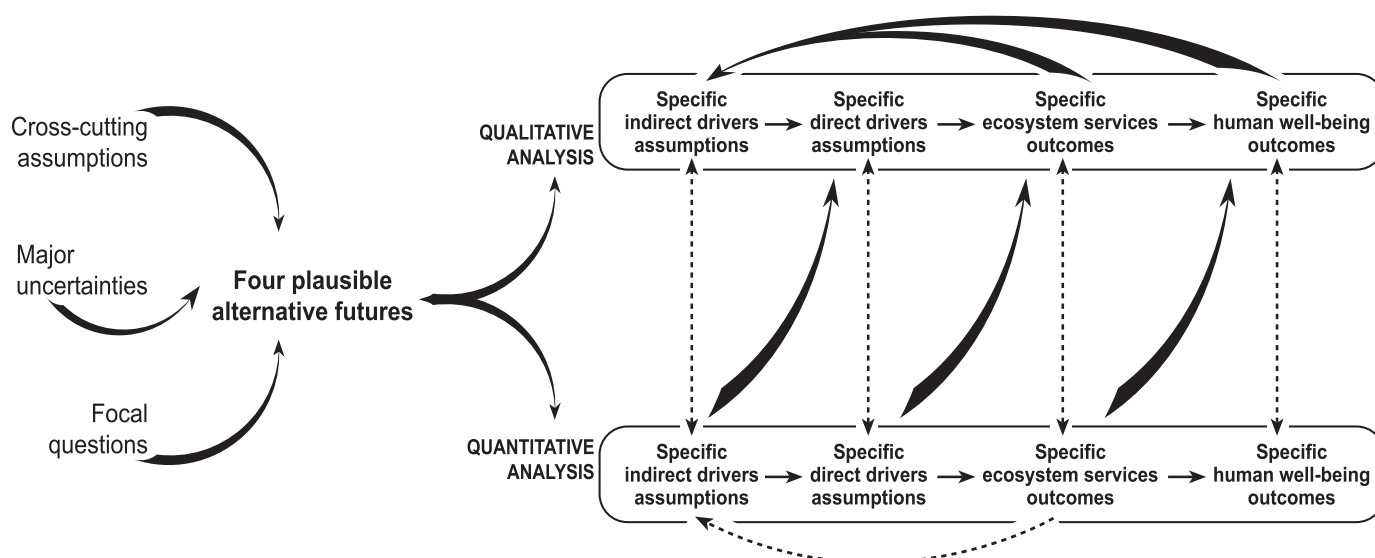 Cross-cutting
assumptions
Major
uncertainties
Focal
questions
Four plausible
alternative futures
QUALITATIVE
ANALYSIS
Specific
indirect drivers
assumptions
Specific
direct drivers
assumptions
Specific
ecosystem services
outcomes
Specific
human well-being
outcomes
QUANTITATIVE
ANALYSIS
Specific
indirect drivers
assumptions
Specific
direct drivers
assumptions
Specific
ecosystem services
outcomes
Specific
human well-being
outcomes